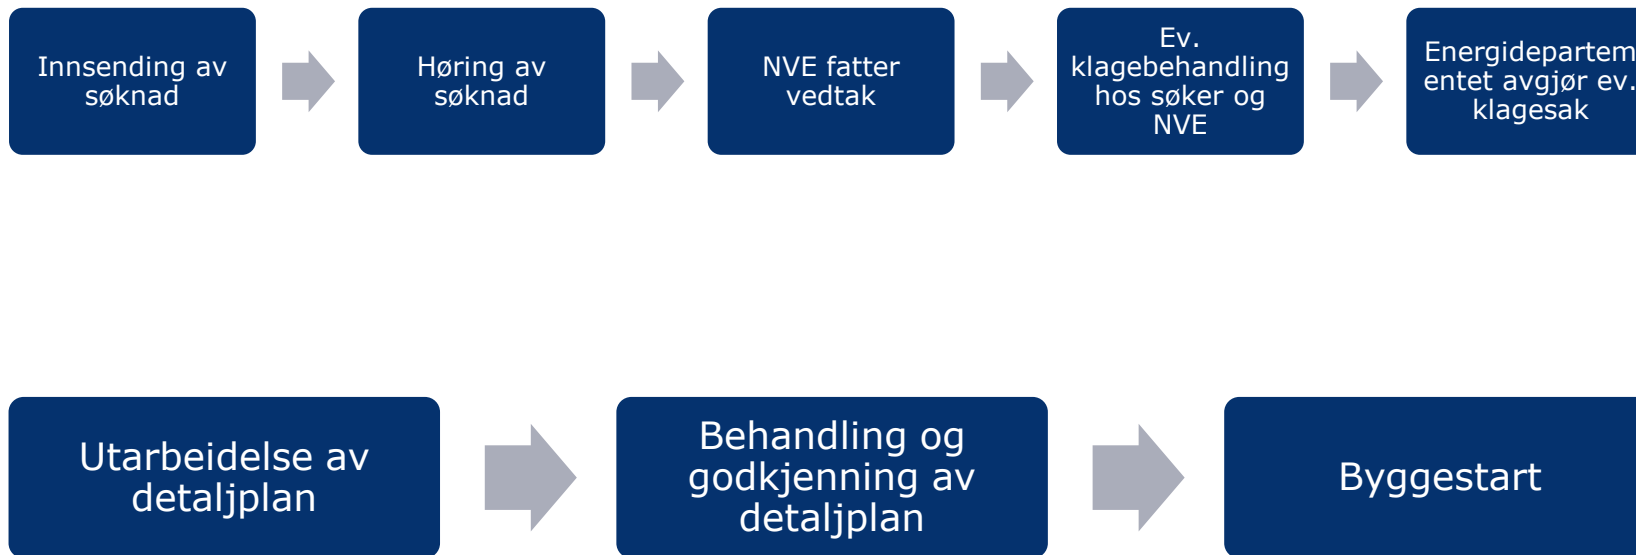 Innsending av
søknad
Høring av
søknad
NVE fatter
vedtak
Ev.
klagebehandling
hos søker og
NVE
Energidepartem
entet avgjør ev.
klagesak
Utarbeidelse av
detaljplan
Behandling og
godkjenning av
detaljplan
Byggestart